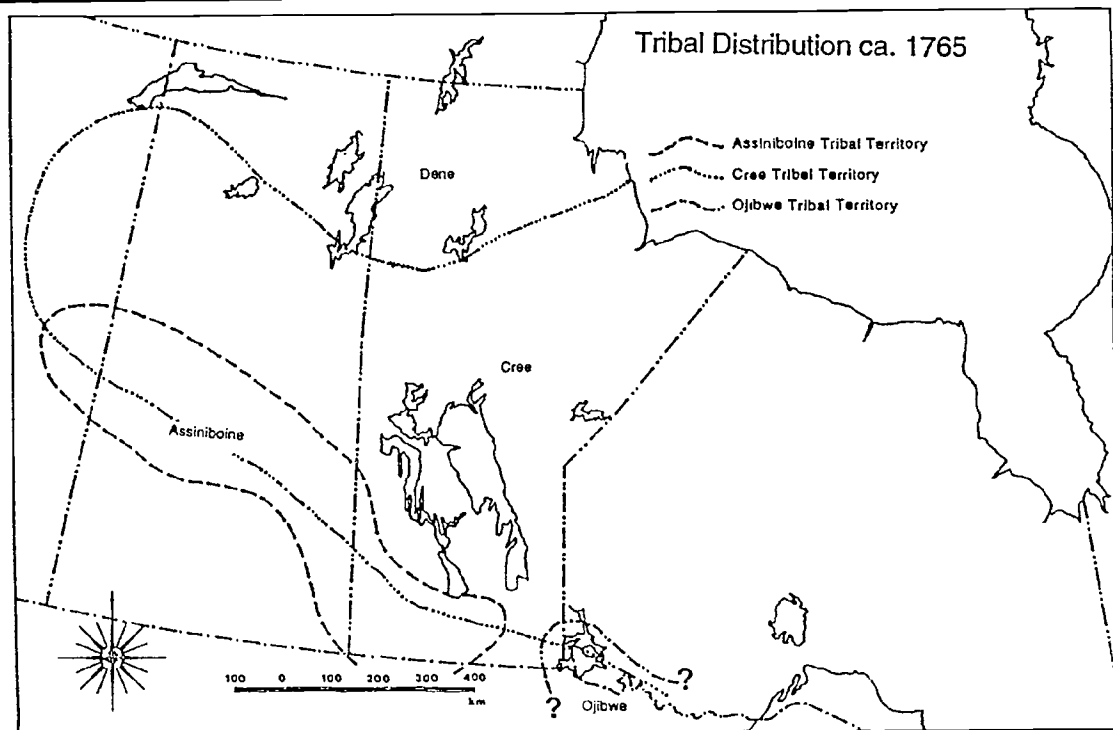 Tribal Distribution ca. 1765
Assiniboine Tribal Territory
Cree Tribal Territory
Ojibwe Tribal Territory
Dene
Cree
Assiniboine
100 0 100 200 300 400
km
?
?
Ojibwe